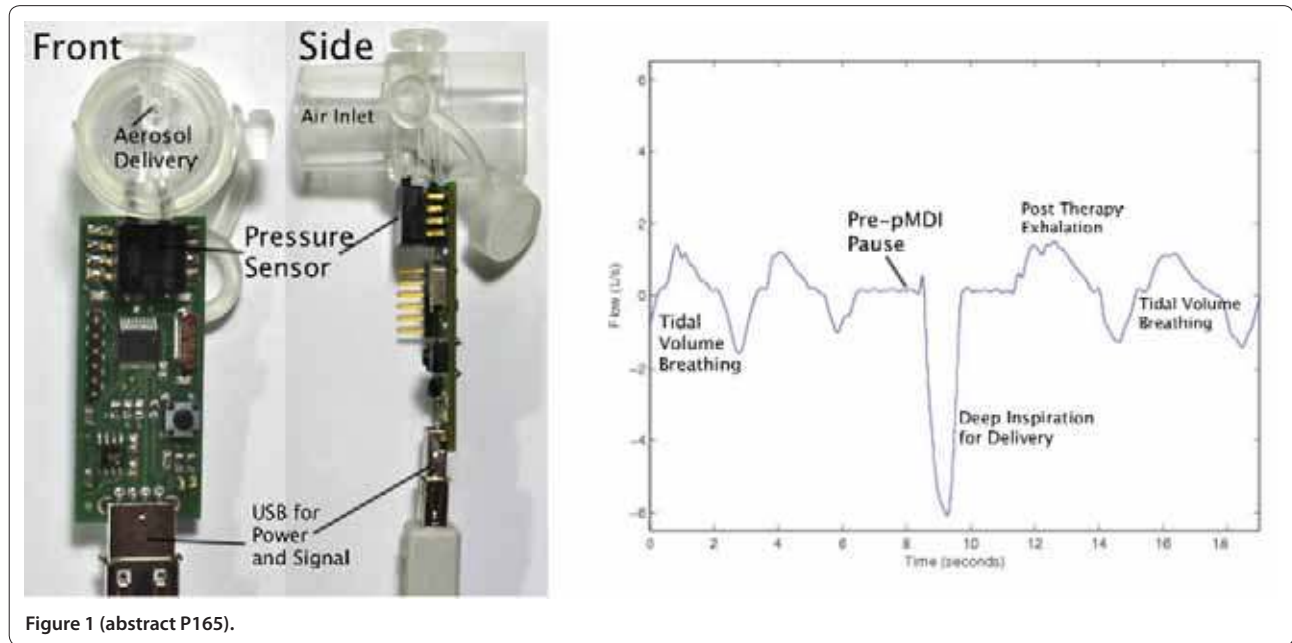 Front
Aerosol
Delivery
Side
Air Inlet
Pressure
Sensor
USB for
Power
and Signal
6
4
2
0
-2
-4
-6
Flow (L/s)
Tidal
Volume
Breathing
Pre-pMDI
Pause
Post Therapy
Exhalation
Tidal Volume
Breathing
Deep Inspiration
for Delivery
0 2 4 6 8 10 12 14 16 18
Time (seconds)
Figure 1 (abstract P165).